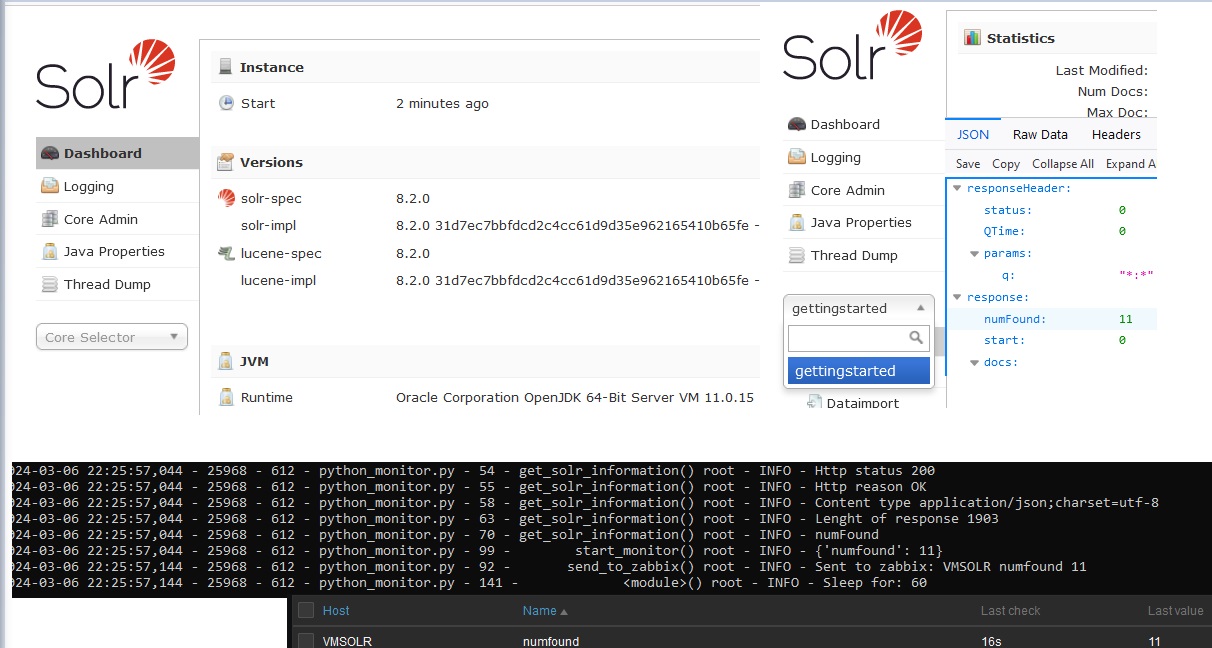 Solr
Instance
Start 2 minutes ago
Dashboard
Versions
Logging
solr-spec 8.2.0
Core Admin
solr-impl 8.2.0 31d7ec7bbfdcd2c4cc61d9d35e962165410b65fe -
Java Properties
lucene-spec 8.2.0
Thread Dump
lucene-impl 8.2.0 31d7ec7bbfdcd2c4cc61d9d35e962165410b65fe -
Core Selector
JVM
Runtime Oracle Corporation OpenJDK 64-Bit Server VM 11.0.15
Solr
Dashboard
Logging
Core Admin
Java Properties
Thread Dump
gettingstarted
gettingstarted
Dataimport
Statistics
Last Modified:
Num Docs:
Max Doc:
JSON Raw Data Headers
Save Copy Collapse All Expand A
responseHeader:
status: 0
QTime: 0
params:
q: "*:*"
response:
numFound: 11
start: 0
docs:
24-03-06 22:25:57,044 - 25968 - 612 - python_monitor.py - 54 - get_solr_information() root - INFO - Http status 200
24-03-06 22:25:57,044 - 25968 - 612 - python_monitor.py - 55 - get_solr_information() root - INFO - Http reason OK
24-03-06 22:25:57,044 - 25968 - 612 - python_monitor.py - 58 - get_solr_information() root - INFO - Content type application/json;charset=utf-8
24-03-06 22:25:57,044 - 25968 - 612 - python_monitor.py - 63 - get_solr_information() root - INFO - Lenght of response 1903
24-03-06 22:25:57,044 - 25968 - 612 - python_monitor.py - 70 - get_solr_information() root - INFO - numFound
24-03-06 22:25:57,044 - 25968 - 612 - python_monitor.py - 99 - start_monitor() root - INFO - {'numfound': 11}
24-03-06 22:25:57,144 - 25968 - 612 - python_monitor.py - 92 - send_to_zabbix() root - INFO - Sent to zabbix: VMSOLR numfound 11
24-03-06 22:25:57,144 - 25968 - 612 - python_monitor.py - 141 - <module>() root - INFO - Sleep for: 60
Host Name Last check Last value
VMSOLR numfound 16s 11